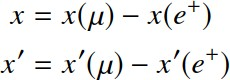 x = x(μ) − x(e⁺)
x′ = x′(μ) − x′(e⁺)